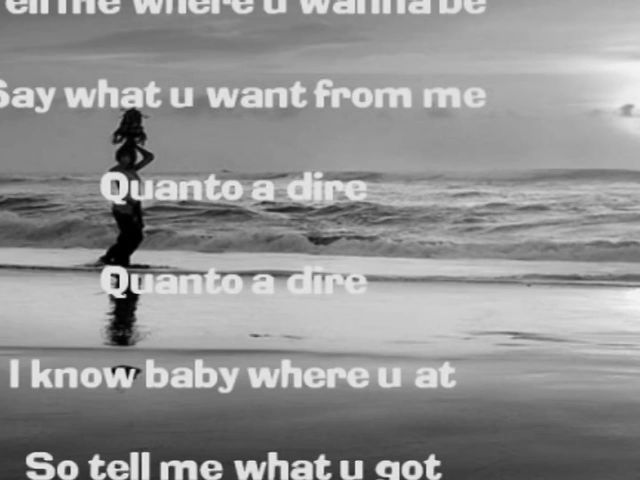 ell me where u wanna be
Say what u want from me
Quanto a dire
Quanto a dire
I know baby where u at
So tell me what u got